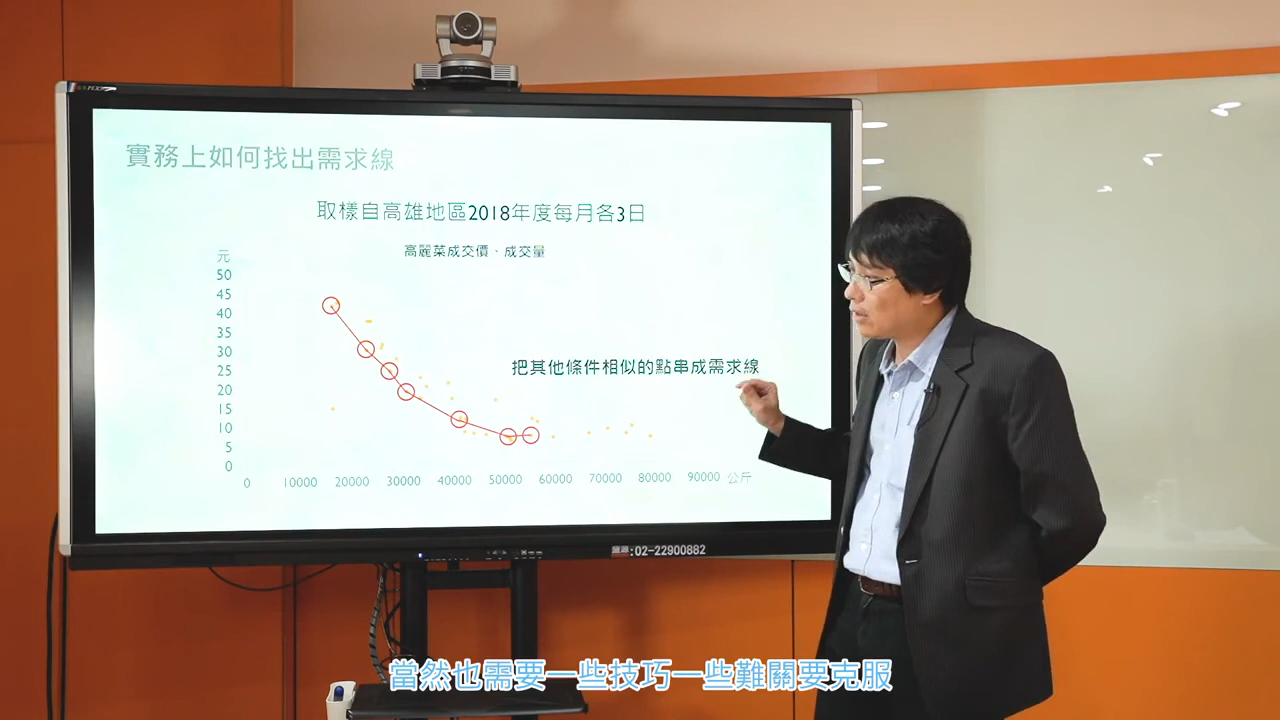 實務上如何找出需求線
取樣自高雄地區2018年度每月各3日
高麗菜成交價、成交量
元
50
45
40
35
30
25
20
15
10
5
0
把其他條件相似的點串成需求線
0 10000 20000 30000 40000 50000 60000 70000 80000 90000 公斤
:02-22900882
當然也需要一些技巧一些難關要克服